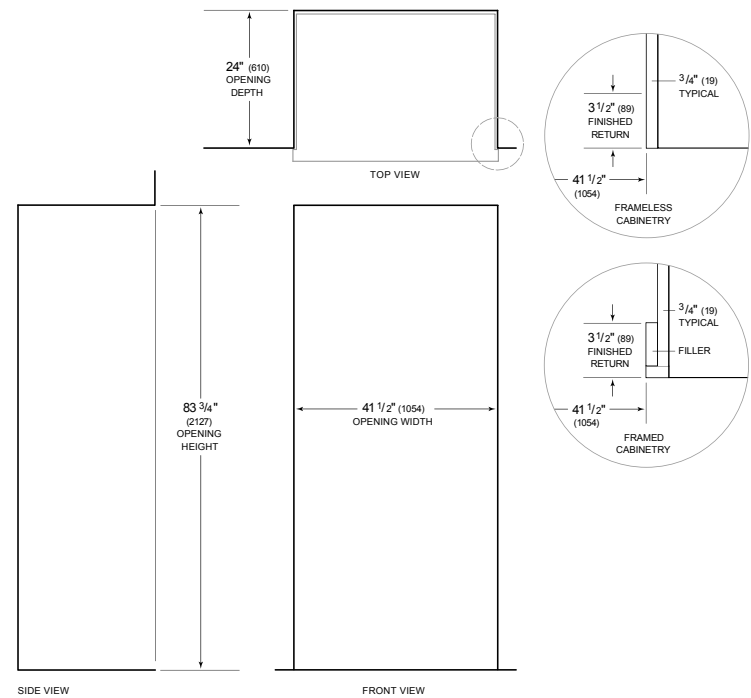 24" (610)
OPENING
DEPTH
TOP VIEW
3/4" (19)
TYPICAL
3 1/2" (89)
FINISHED
RETURN
41 1/2"
(1054)
FRAMELESS
CABINETRY
3/4" (19)
TYPICAL
3 1/2" (89)
FINISHED
RETURN
FILLER
41 1/2"
(1054)
FRAMED
CABINETRY
83 3/4"
(2127)
OPENING
HEIGHT
41 1/2" (1054)
OPENING WIDTH
SIDE VIEW
FRONT VIEW